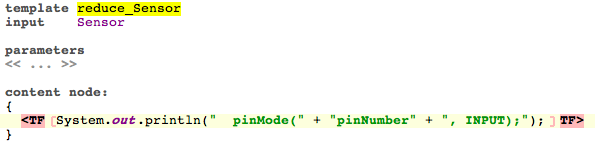 template reduce_Sensor
input    Sensor
parameters
<< ... >>
content node:
{
  <TF [System.out.println("  pinMode(" + "pinNumber" + ", INPUT);"); ] TF>
}